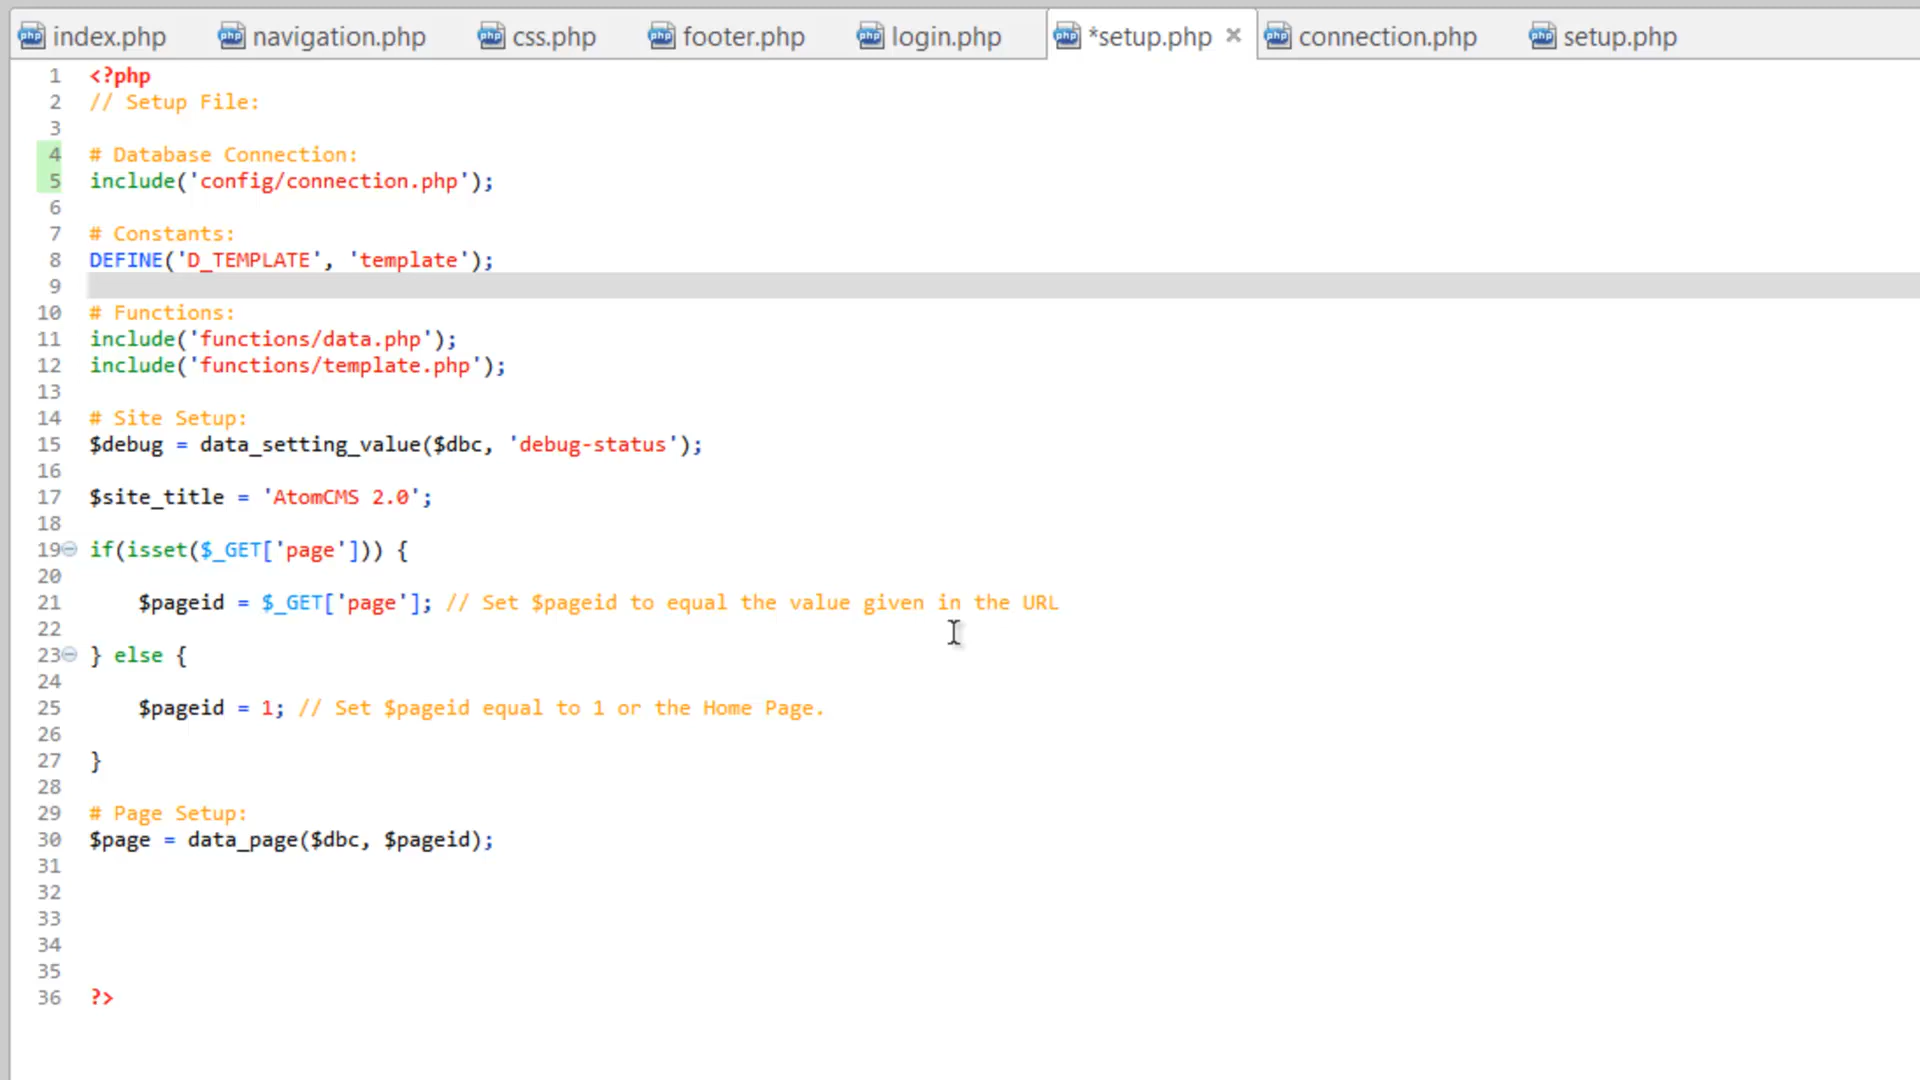 index.php navigation.php css.php footer.php login.php *setup.php connection.php setup.php
1 <?php
2 // Setup File:
3
4 # Database Connection:
5 include('config/connection.php');
6
7 # Constants:
8 DEFINE('D_TEMPLATE', 'template');
9
10 # Functions:
11 include('functions/data.php');
12 include('functions/template.php');
13
14 # Site Setup:
15 $debug = data_setting_value($dbc, 'debug-status');
16
17 $site_title = 'AtomCMS 2.0';
18
19 if(isset($_GET['page'])) {
20
21     $pageid = $_GET['page']; // Set $pageid to equal the value given in the URL
22
23 } else {
24
25     $pageid = 1; // Set $pageid equal to 1 or the Home Page.
26
27 }
28
29 # Page Setup:
30 $page = data_page($dbc, $pageid);
31
32
33
34
35
36 ?>